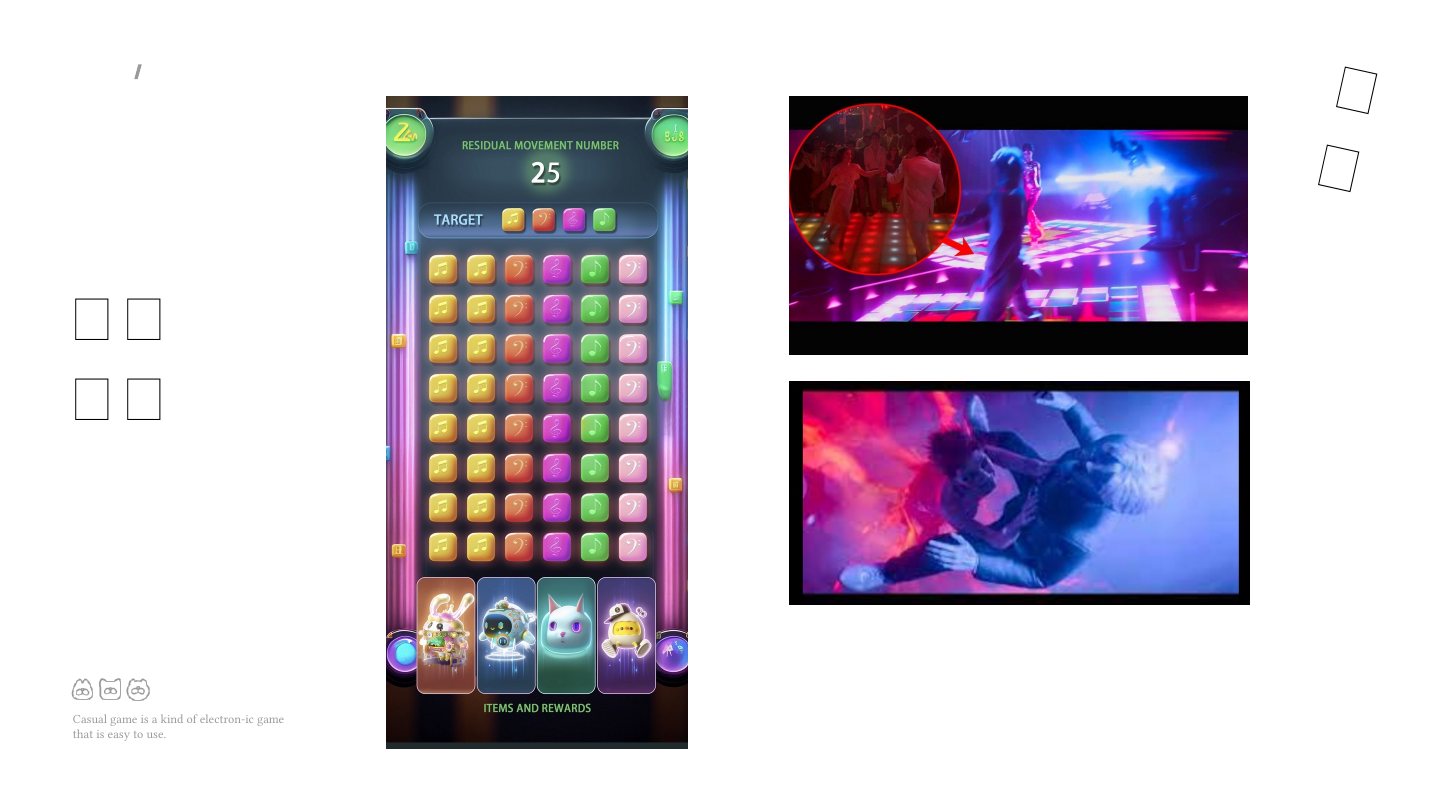 /
RESIDUAL MOVEMENT NUMBER
25
TARGET
ITEMS AND REWARDS
Casual game is a kind of electron-ic game
that is easy to use.